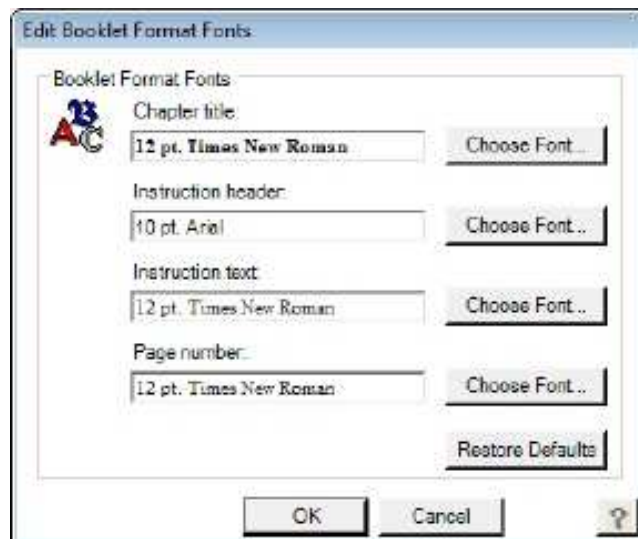 Edit Booklet Format Fonts
Booklet Format Fonts
ABC
Chapter title:
12 pt. Times New Roman
Choose Font...
Instruction header:
10 pt. Arial
Choose Font...
Instruction text:
12 pt. Times New Roman
Choose Font...
Page number:
12 pt. Times New Roman
Choose Font...
Restore Defaults
OK
Cancel
?